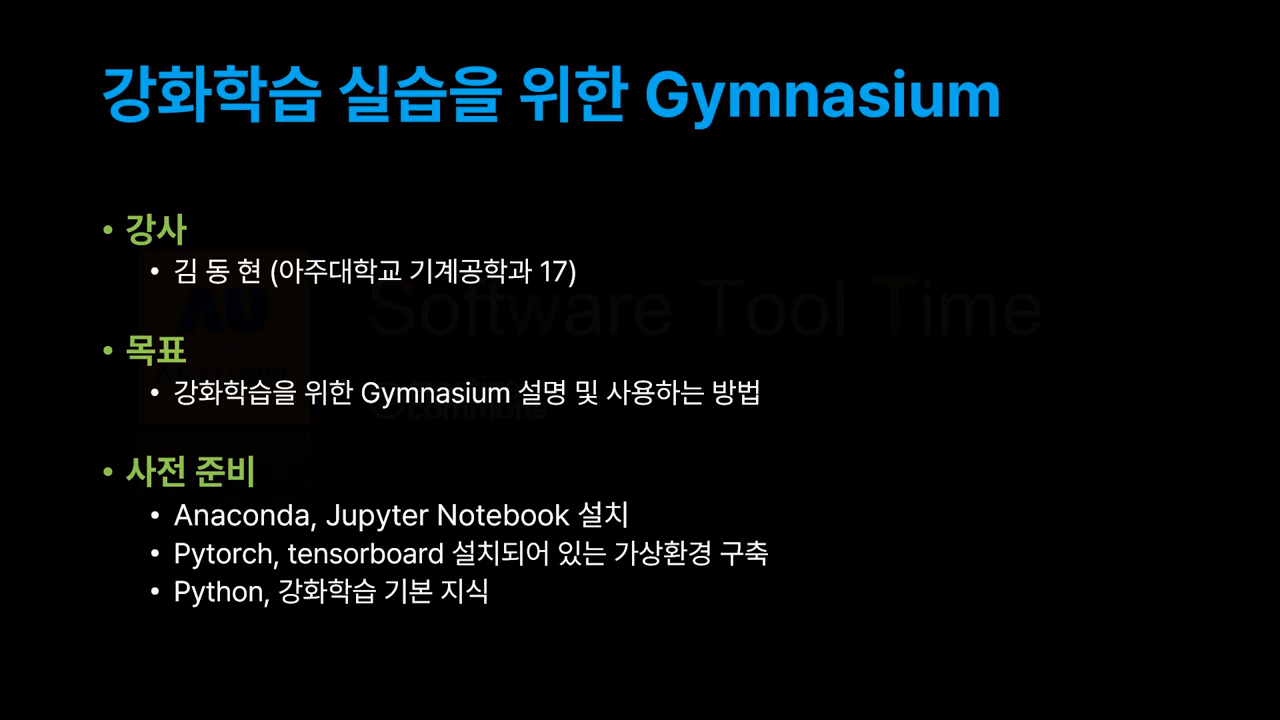 강화학습 실습을 위한 Gymnasium
• 강사
• 김 동 현 (아주대학교 기계공학과 17)
Software Tool Time
• 목표
• 강화학습을 위한 Gymnasium 설명 및 사용하는 방법
commons
• 사전 준비
• Anaconda, Jupyter Notebook 설치
• Pytorch, tensorboard 설치되어 있는 가상환경 구축
• Python, 강화학습 기본 지식